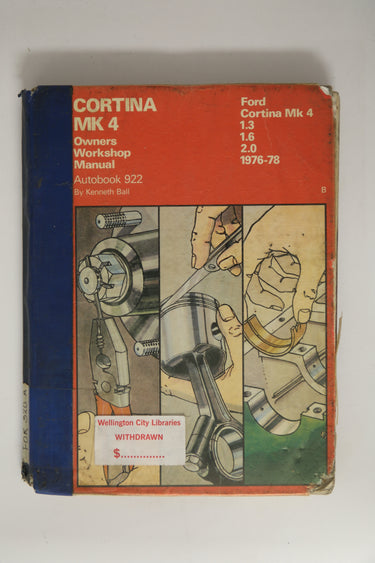 CORTINA
MK 4
Owners
Workshop
Manual
Autobook 922
By Kenneth Ball
Ford
Cortina Mk 4
1.3
1.6
2.0
1976-78
B
Wellington City Libraries
WITHDRAWN
$..............